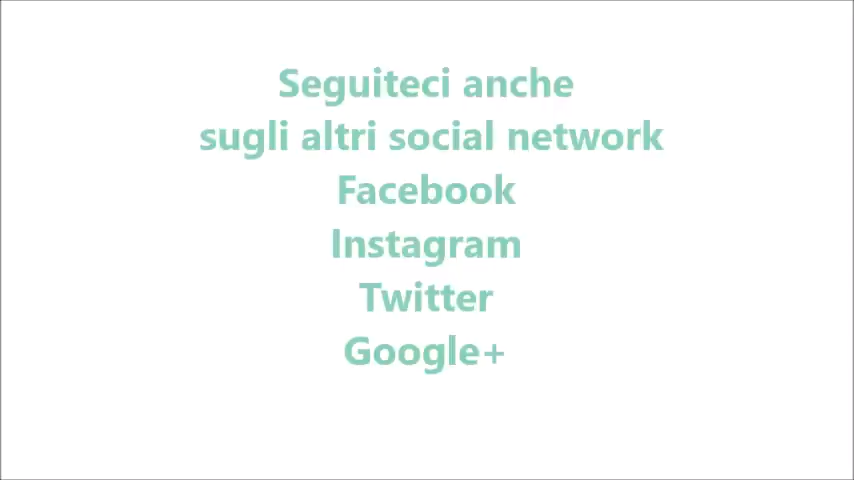 Seguiteci anche
sugli altri social network
Facebook
Instagram
Twitter
Google+